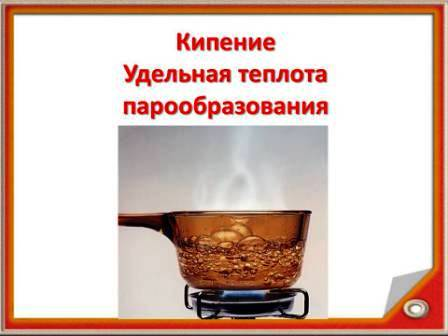 Кипение
Удельная теплота
парообразования